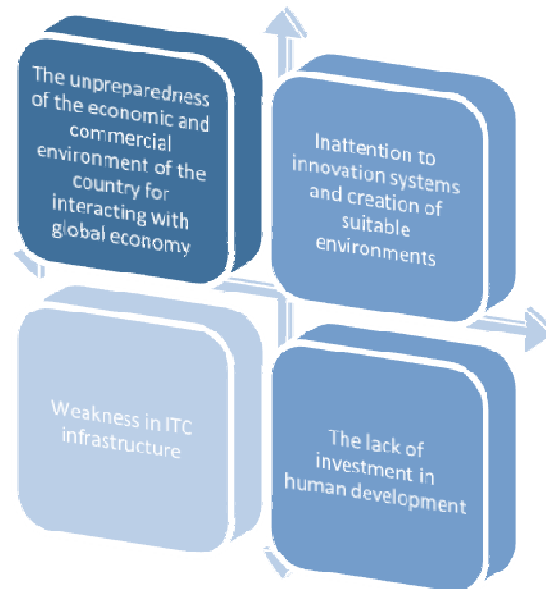 The unpreparedness
of the economic and
commercial
environment of the
country for
interacting with
global economy
Inattention to
innovation systems
and creation of
suitable
environments
Weakness in ITC
infrastructure
The lack of
investment in
human development